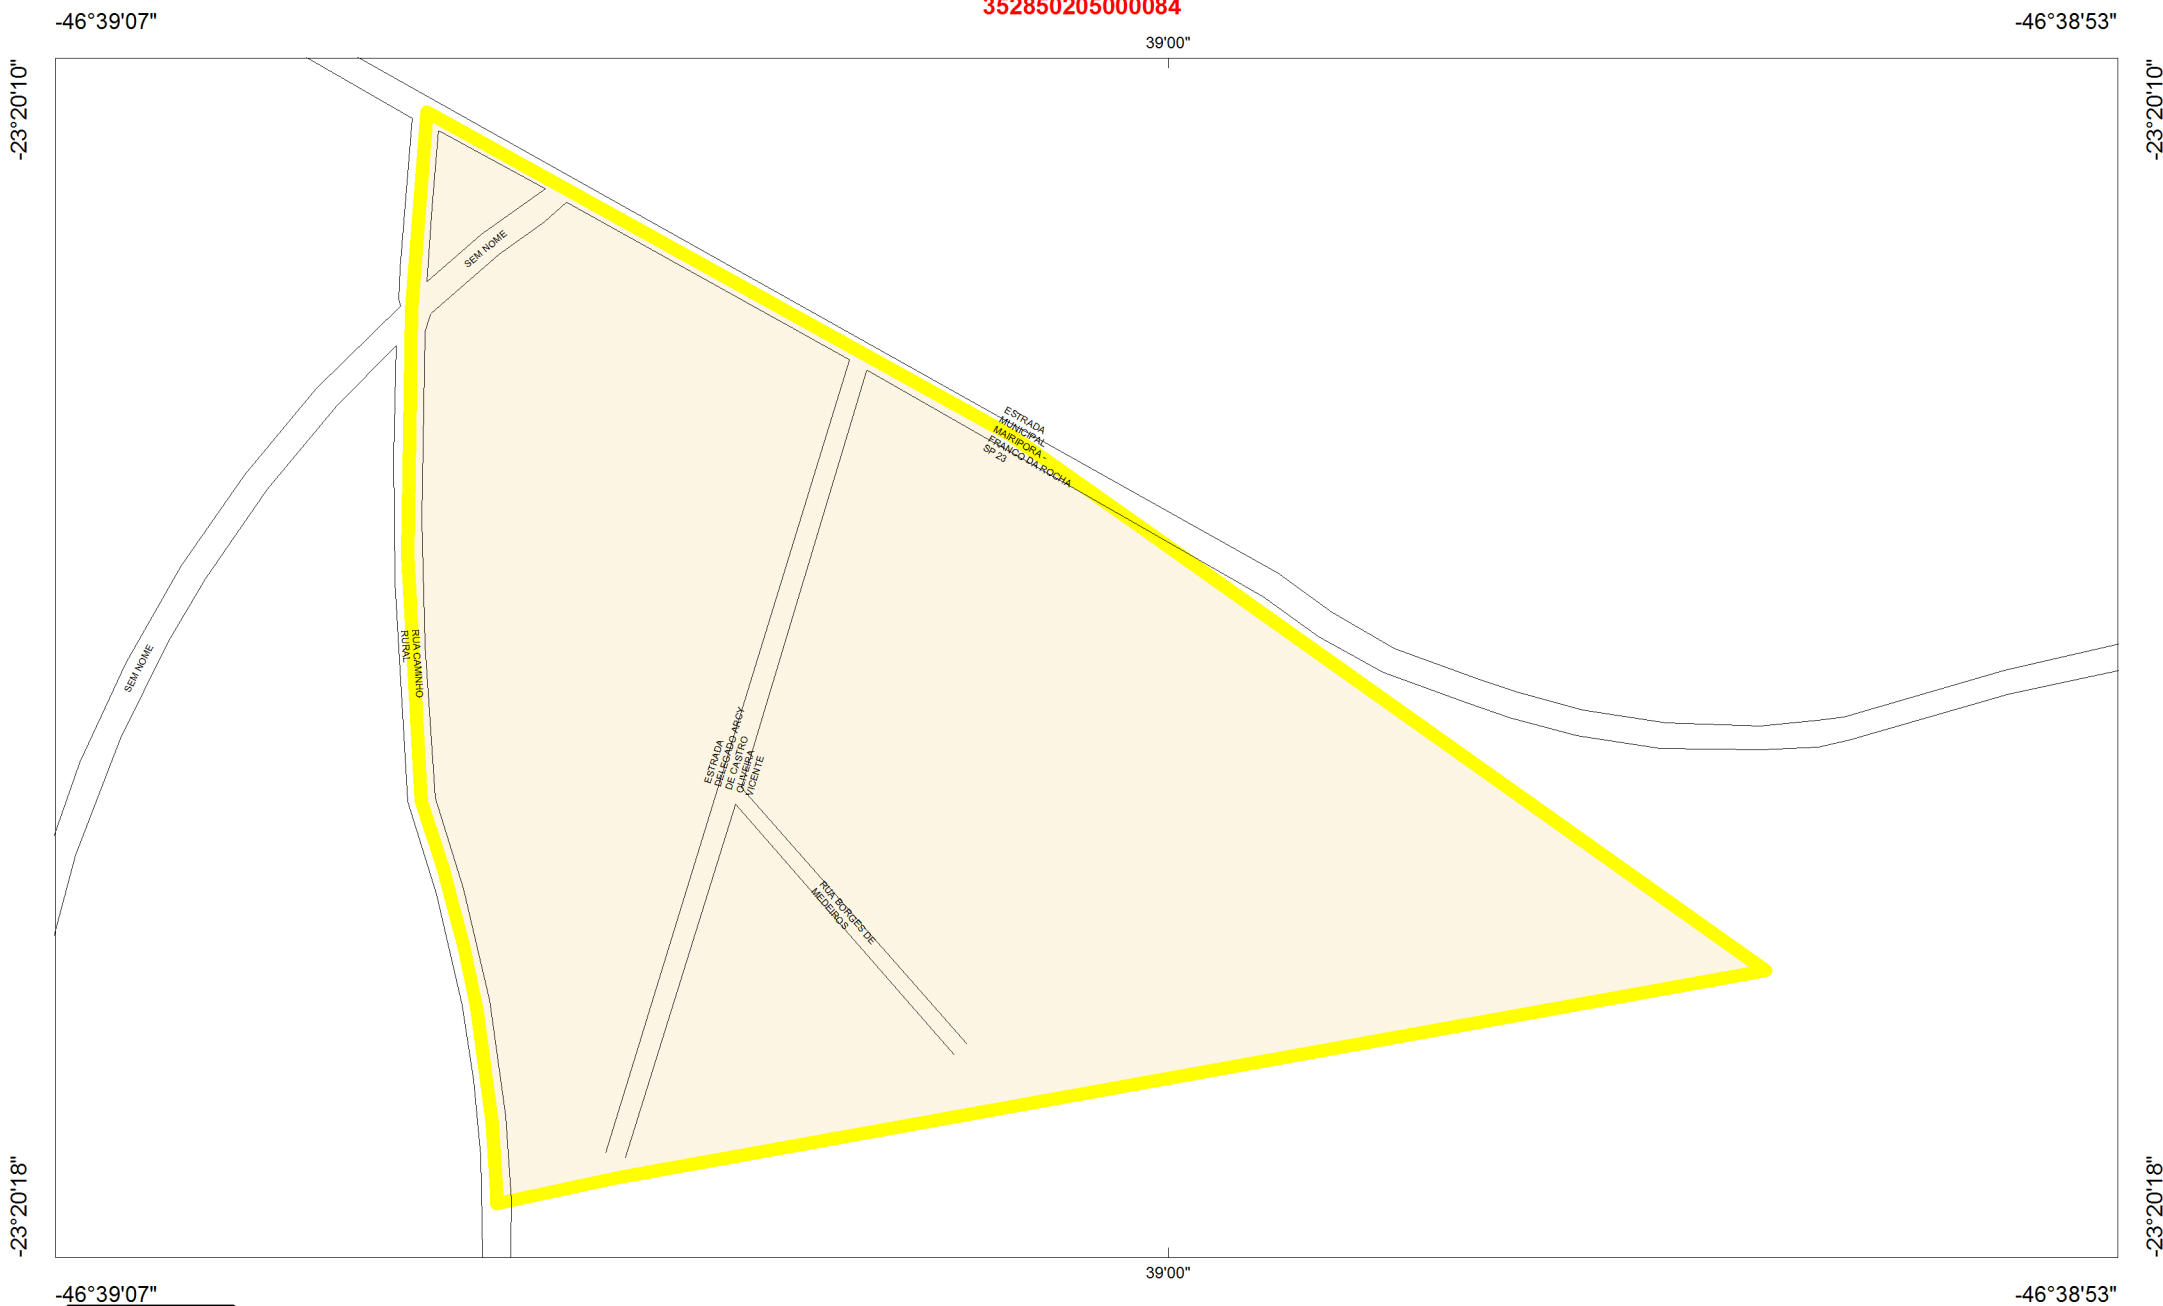 352850205000084
-46°39'07"
-46°38'53"
39'00"
-23°20'10"
-23°20'10"
SEM NOME
ESTRADA
MUNICIPAL
MAIRIPORA -
FRANCO DA ROCHA
SP 23
RUA CAMINHO
RURAL
SEM NOME
ESTRADA
DELEGADO ARCY
DE CASTRO
OLIVEIRA
VICENTE
RUA BORGES DE
MEDEIROS
-23°20'18"
-23°20'18"
39'00"
-46°39'07"
-46°38'53"